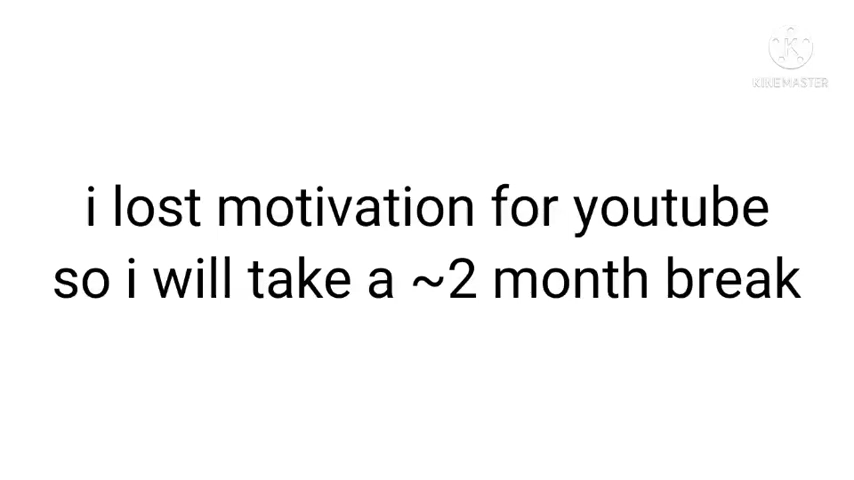 KINEMASTER
i lost motivation for youtube
so i will take a ~2 month break